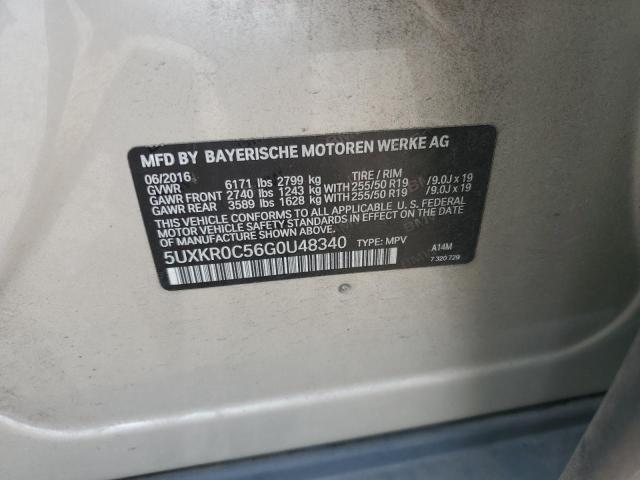 MFD BY BAYERISCHE MOTOREN WERKE AG
06/2016 TIRE / RIM
GVWR 6171 lbs 2799 kg
GAWR FRONT 2740 lbs 1243 kg WITH 255/50 R19 /9.0J x 19
GAWR REAR 3589 lbs 1628 kg WITH 255/50 R19 /9.0J x 19
THIS VEHICLE CONFORMS TO ALL APPLICABLE U. S. FEDERAL
MOTOR VEHICLE SAFETY STANDARDS IN EFFECT ON THE
DATE OF MANUFACTURE SHOWN ABOVE.
5UXKR0C56G0U48340 TYPE: MPV A14M
7 320 729